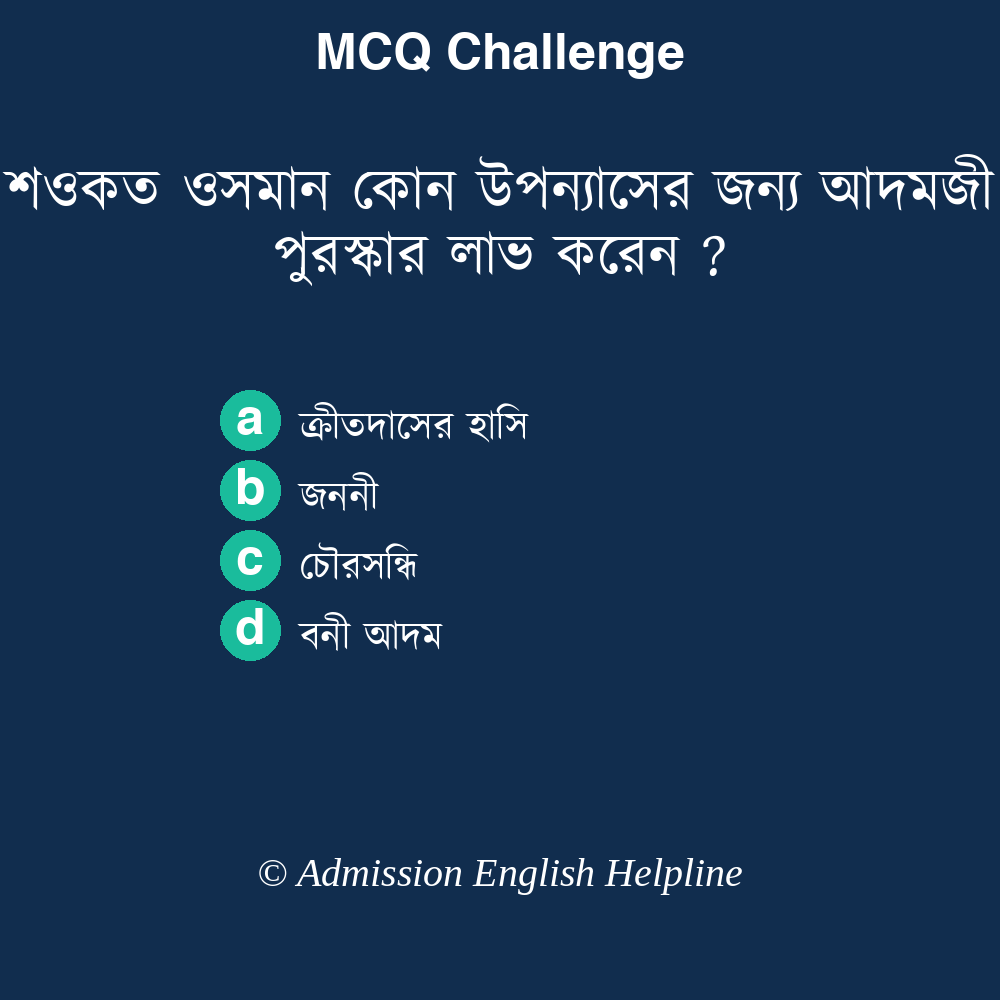 MCQ Challenge
শওকত ওসমান কোন উপন্যাসের জন্য আদমজী
পুরস্কার লাভ করেন ?
a ক্রীতদাসের হাসি
b জননী
c চৌরসন্ধি
d বনী আদম
© Admission English Helpline